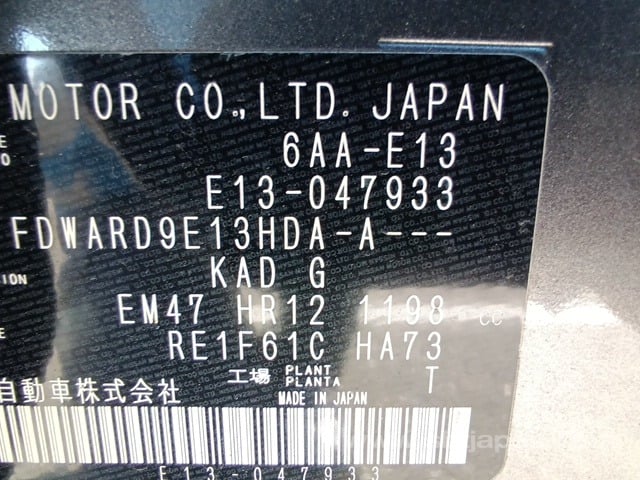 MOTOR CO.,LTD. JAPAN
6AA-E13
E13-047933
FDWARD9E13HDA-A---
KAD G
EM47 HR12 1198 cc
RE1F61C HA73
工場 PLANT PLANTA T
自動車株式会社 MADE IN JAPAN
E13-047933